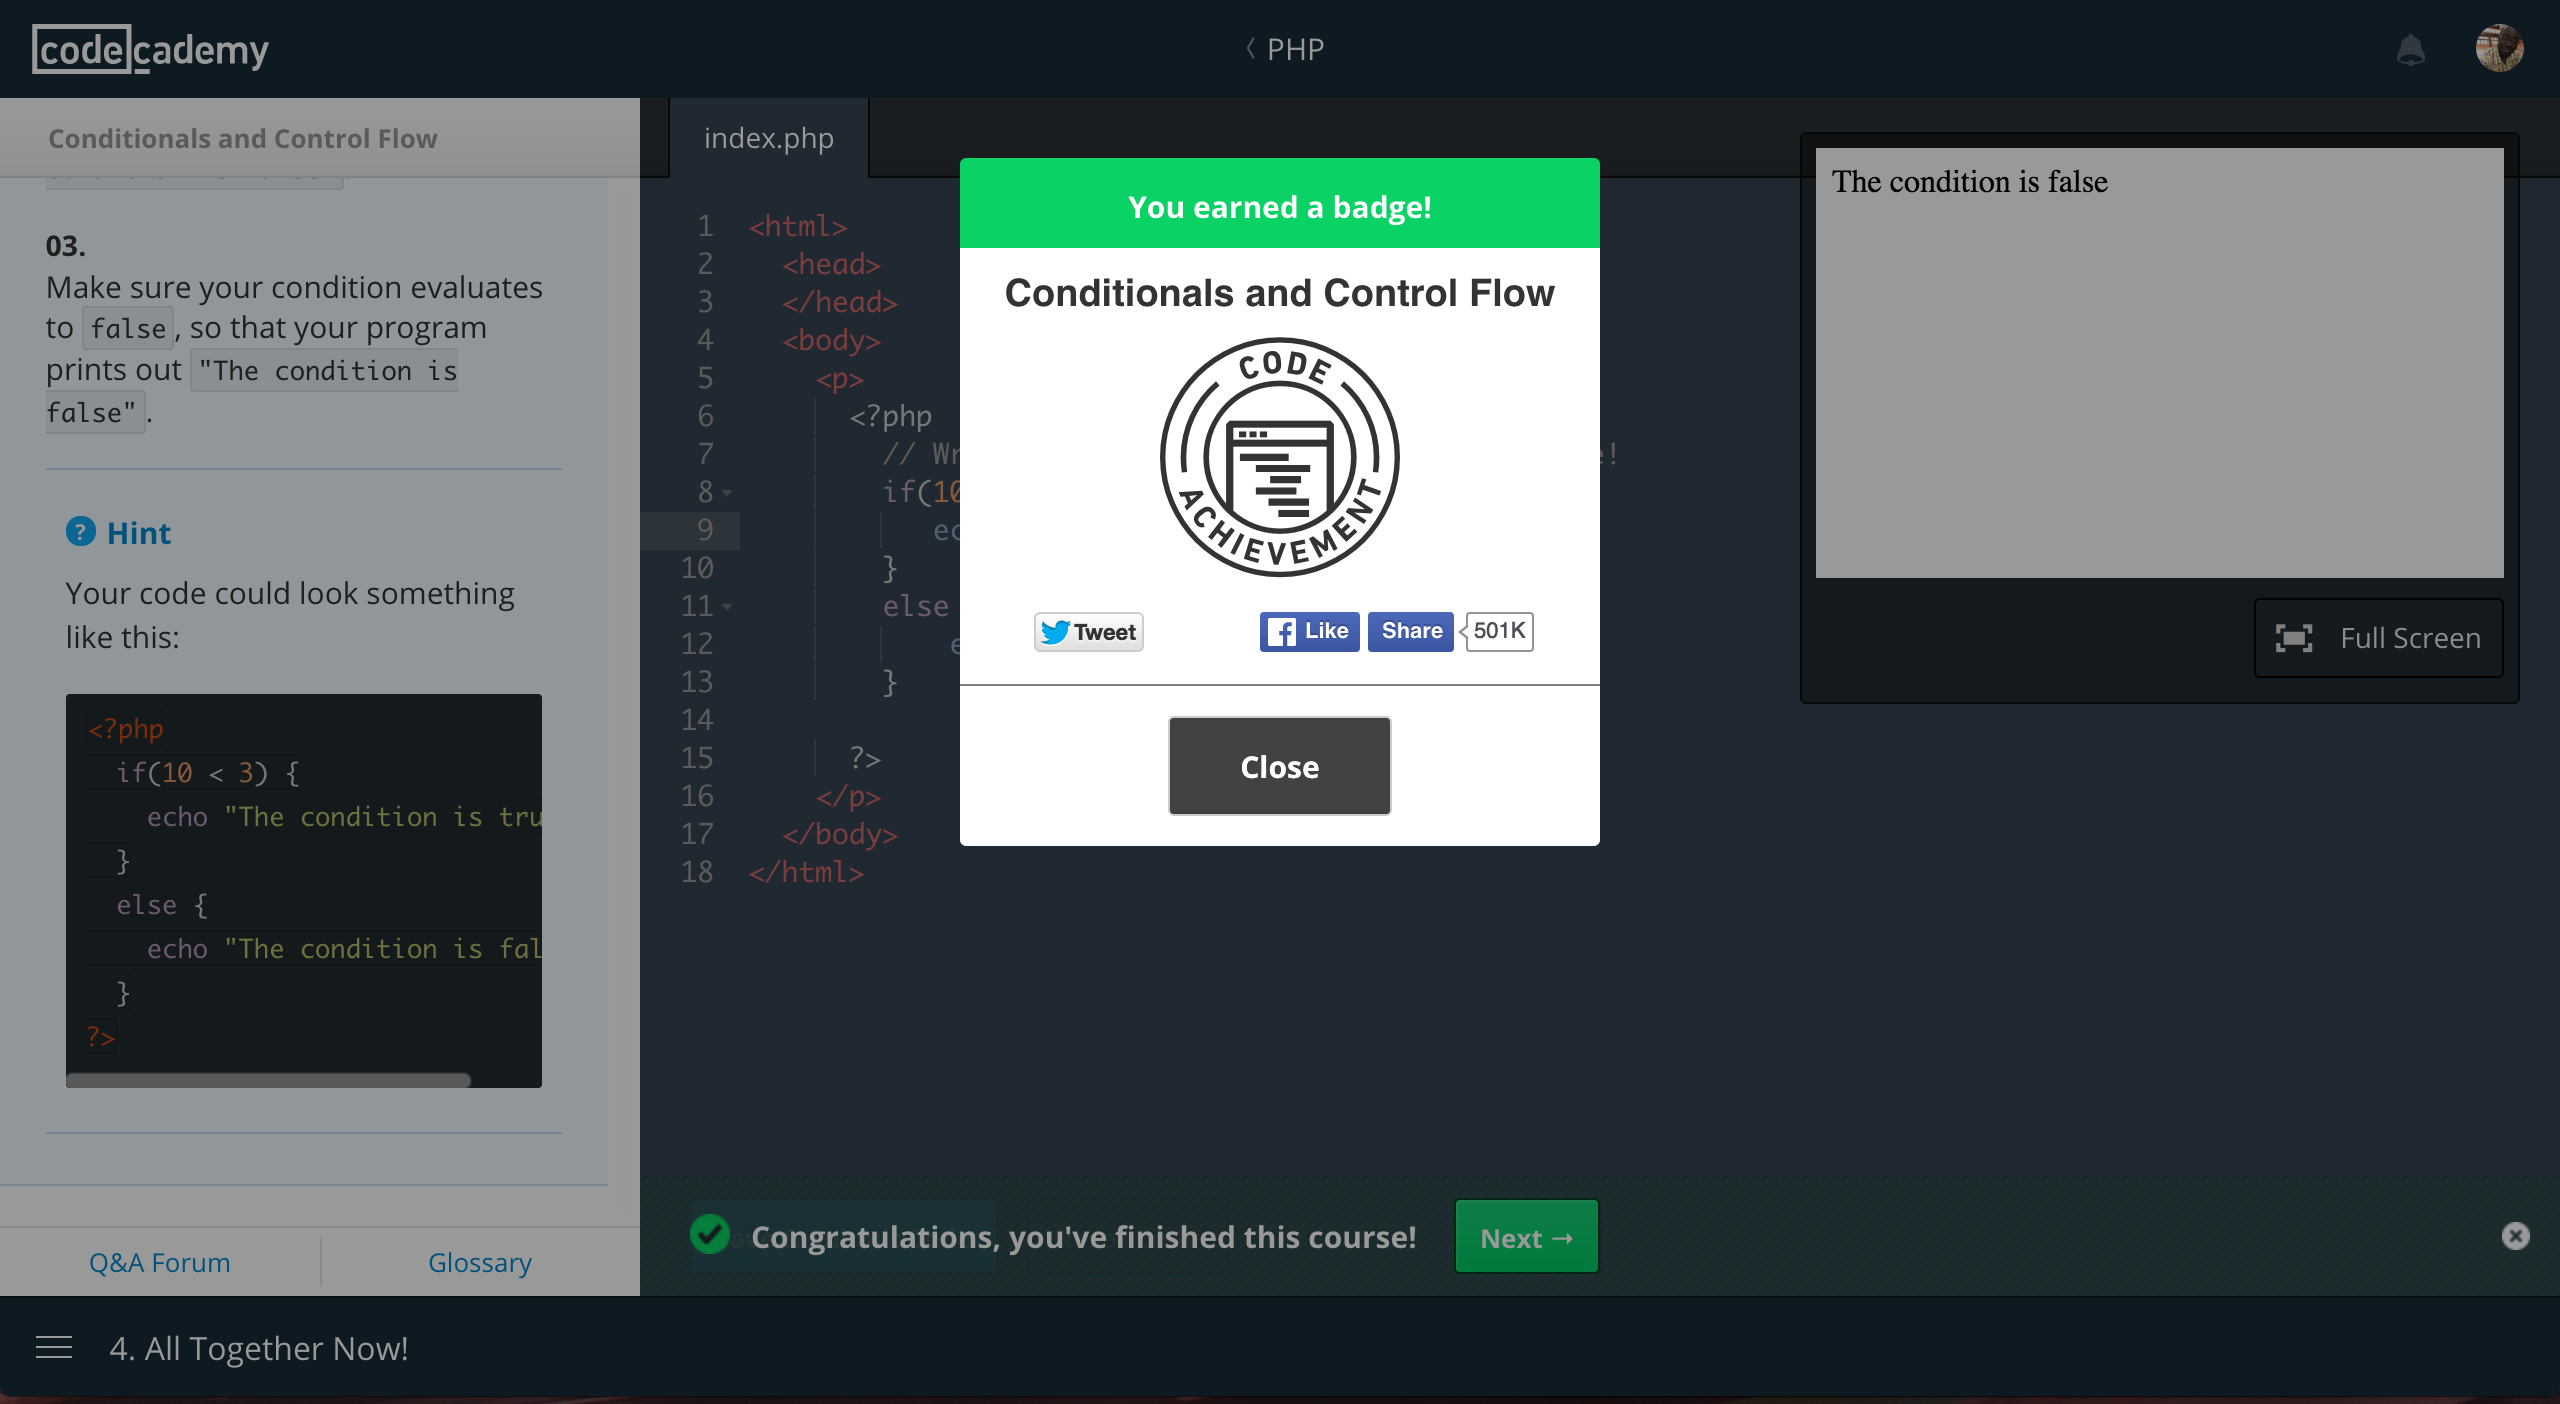 codecademy
PHP
Conditionals and Control Flow
03.
Make sure your condition evaluates
to false, so that your program
prints out "The condition is
false".
Hint
Your code could look something
like this:
<?php
if(10 < 3) {
echo "The condition is tru
}
else {
echo "The condition is fal
}
?>
Q&A Forum
Glossary
index.php
1 <html>
2 <head>
3 </head>
4 <body>
5 <p>
6 <?php
7 //
8 if(10
9
10 }
11 else
12
13 }
14
15 ?>
16 </p>
17 </body>
18 </html>
You earned a badge!
Conditionals and Control Flow
CODE
ACHIEVEMENT
Tweet
Like
Share
501K
Close
The condition is false
Full Screen
Congratulations, you've finished this course!
Next →
4. All Together Now!